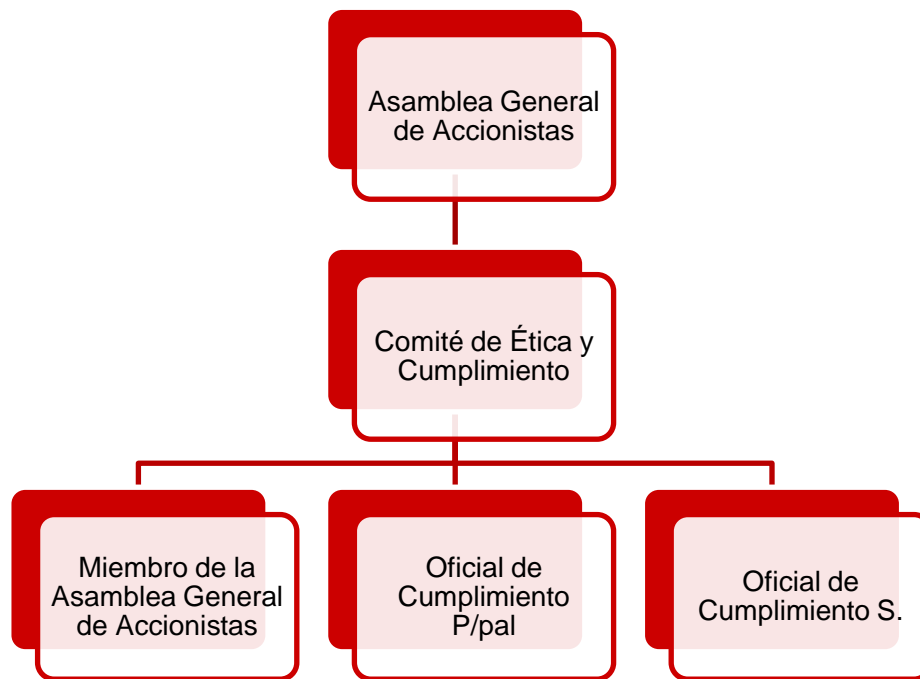 Asamblea General
de Accionistas
Comité de Ética y
Cumplimiento
Miembro de la
Asamblea General
de Accionistas
Oficial de
Cumplimiento
P/pal
Oficial de
Cumplimiento S.